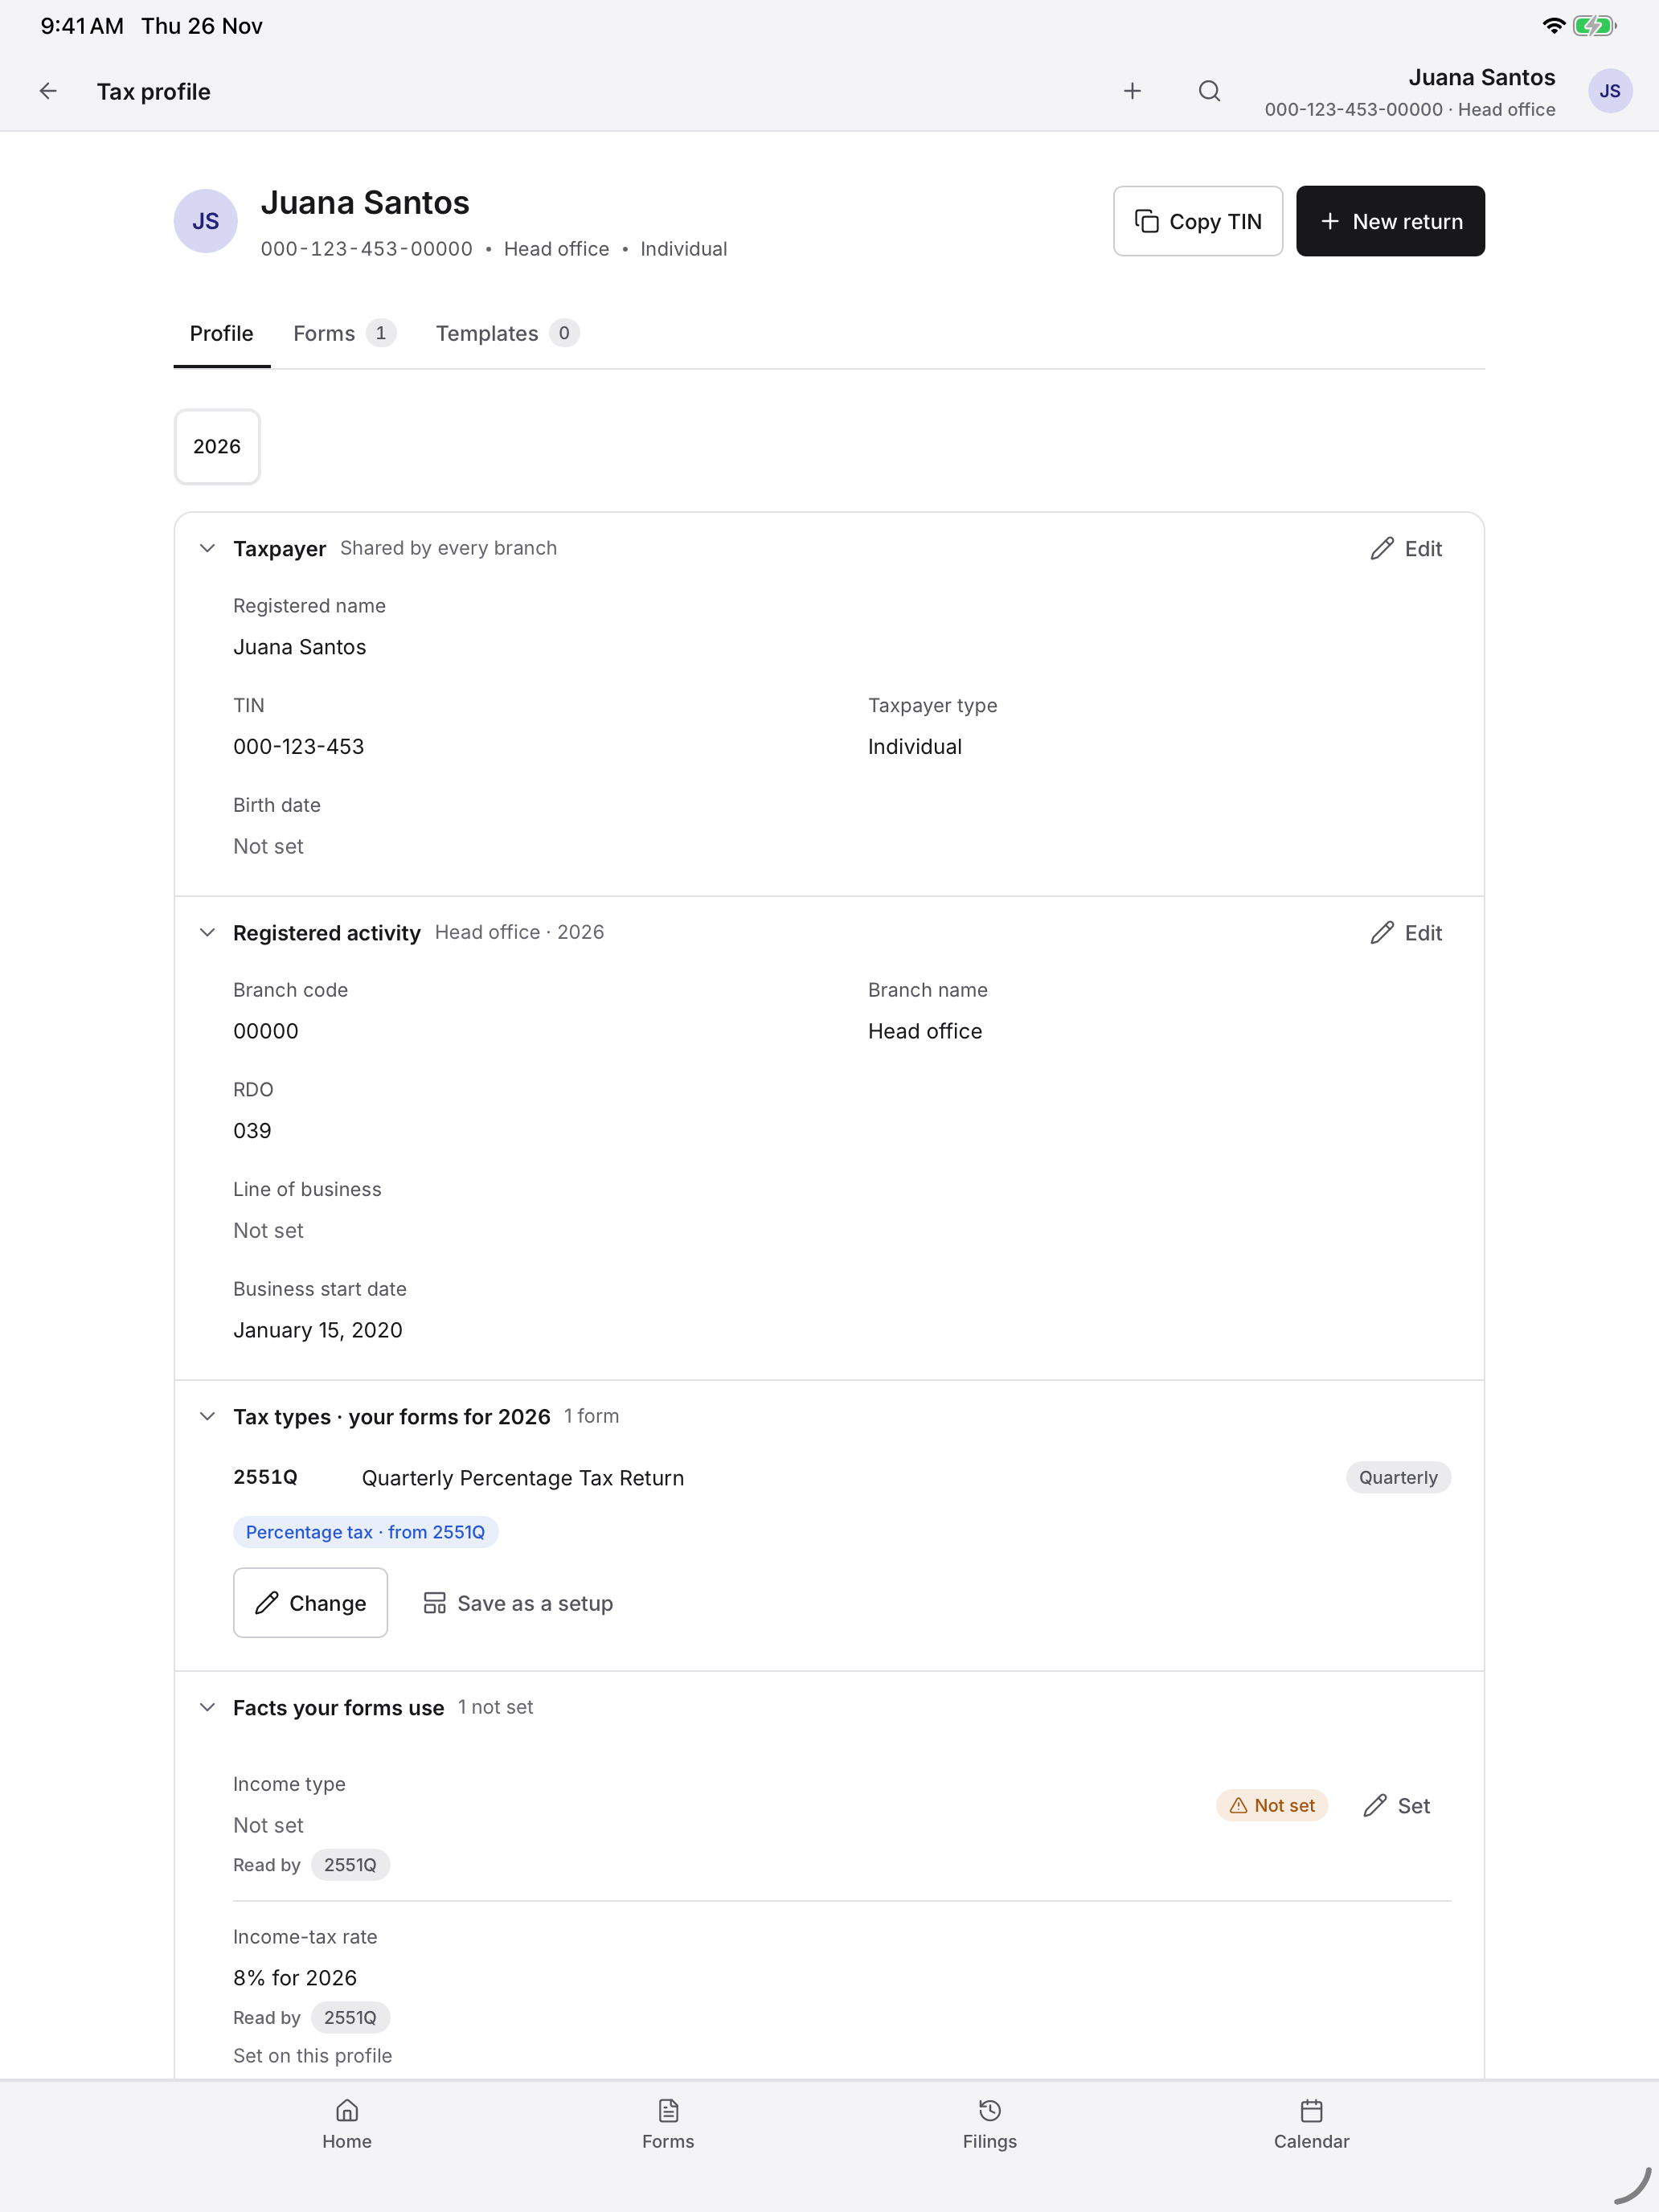 9:41 AM Thu 26 Nov
Tax profile
Juana Santos
000-123-453-00000 · Head office
JS
JS
Juana Santos
000-123-453-00000 • Head office • Individual
Copy TIN
New return
Profile
Forms 1
Templates 0
2026
Taxpayer Shared by every branch
Edit
Registered name
Juana Santos
TIN
000-123-453
Taxpayer type
Individual
Birth date
Not set
Registered activity Head office · 2026
Edit
Branch code
00000
Branch name
Head office
RDO
039
Line of business
Not set
Business start date
January 15, 2020
Tax types · your forms for 2026 1 form
2551Q Quarterly Percentage Tax Return Quarterly
Percentage tax · from 2551Q
Change
Save as a setup
Facts your forms use 1 not set
Income type
Not set
Read by 2551Q
Not set
Set
Income-tax rate
8% for 2026
Read by 2551Q
Set on this profile
Home
Forms
Filings
Calendar